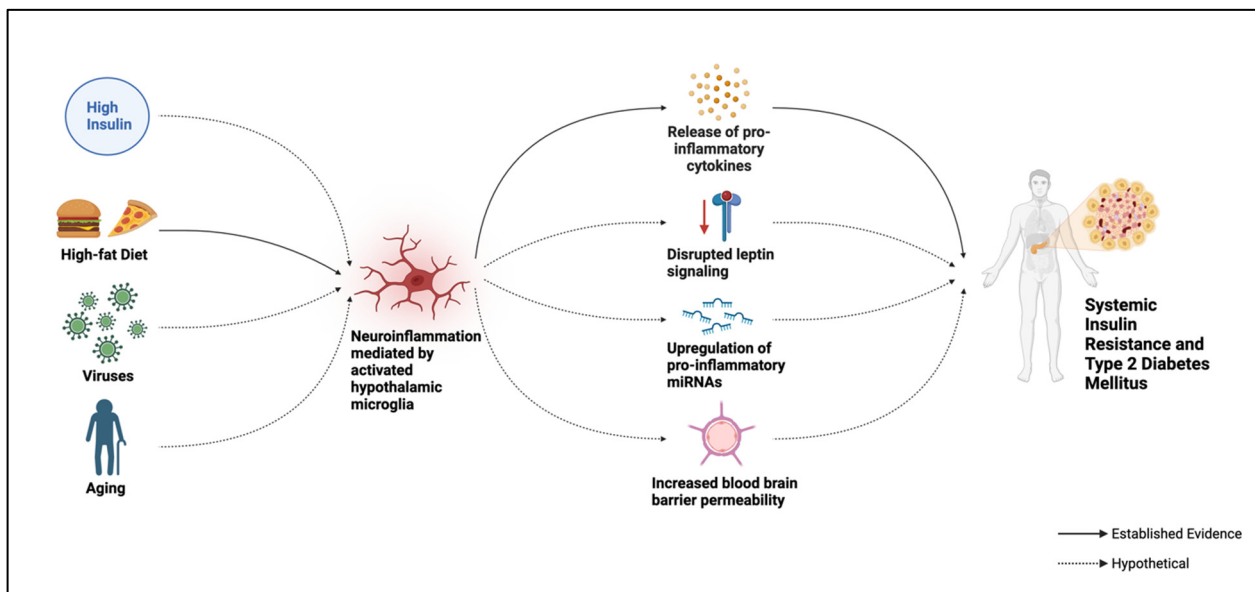 High
Insulin
High-fat Diet
Viruses
Aging
Neuroinflammation
mediated by
activated
hypothalamic
microglia
Release of pro-
inflammatory
cytokines
Disrupted leptin
signaling
Upregulation of
pro-inflammatory
miRNAs
Increased blood brain
barrier permeability
Systemic
Insulin
Resistance and
Type 2 Diabetes
Mellitus
Established Evidence
Hypothetical